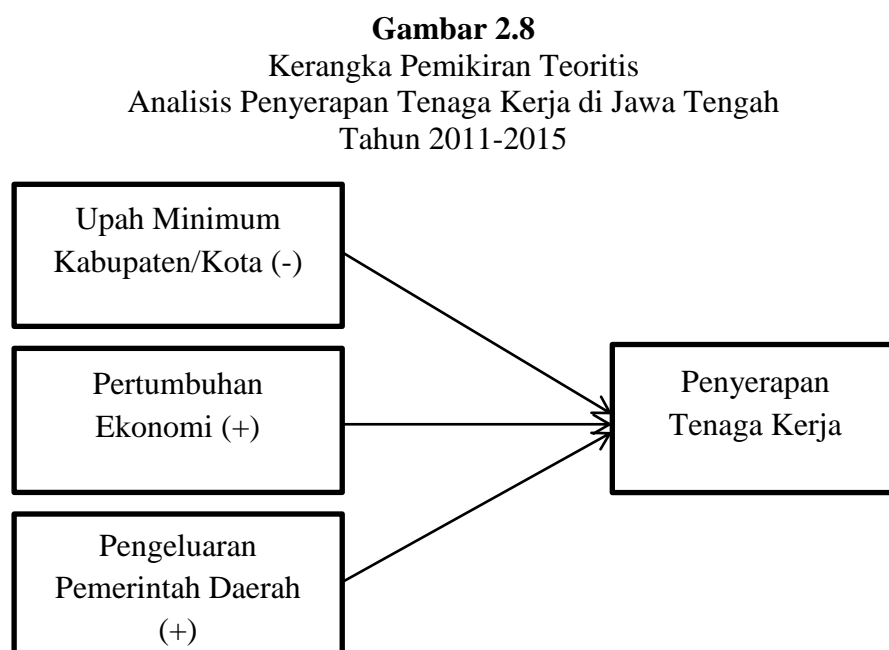 Gambar 2.8
Kerangka Pemikiran Teoritis
Analisis Penyerapan Tenaga Kerja di Jawa Tengah
Tahun 2011-2015
Upah Minimum
Kabupaten/Kota (-)
Pertumbuhan
Ekonomi (+)
Pengeluaran
Pemerintah Daerah
(+)
Penyerapan
Tenaga Kerja